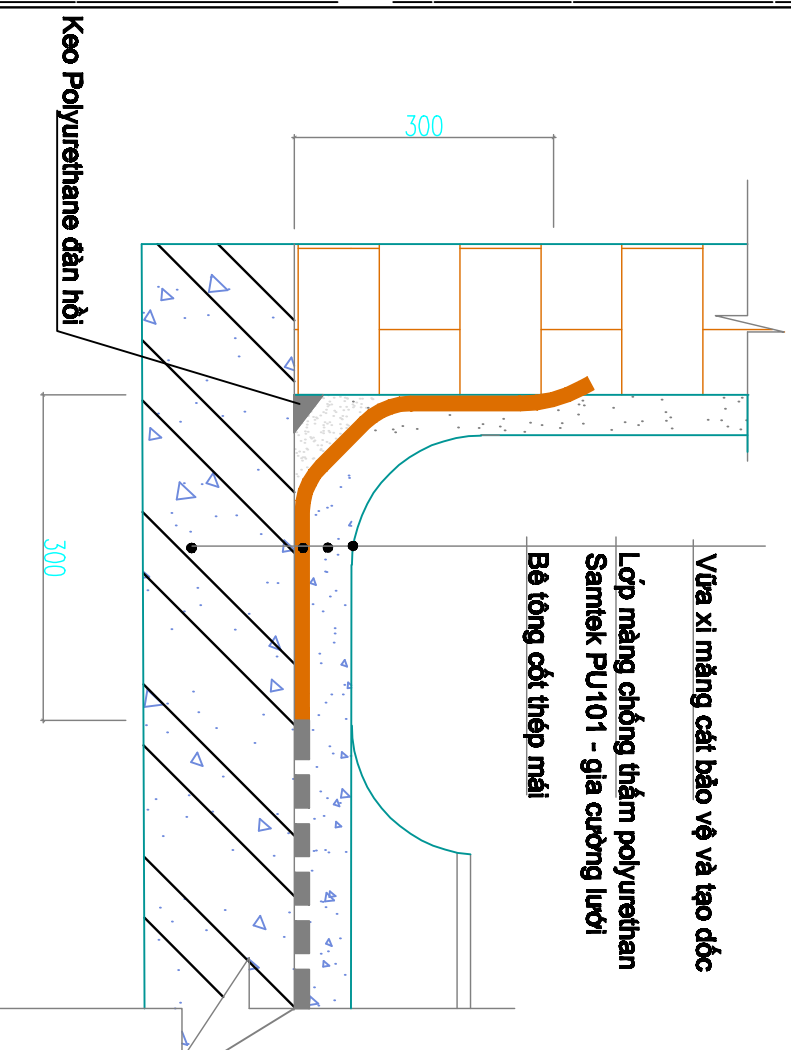 Vữa xi măng cát bảo vệ và tạo dốc
Lớp màng chống thấm polyurethan
Samtek PU101 - gia cường lưới
Bê tông cốt thép mái
300
300
Keo Polyurethane đàn hồi